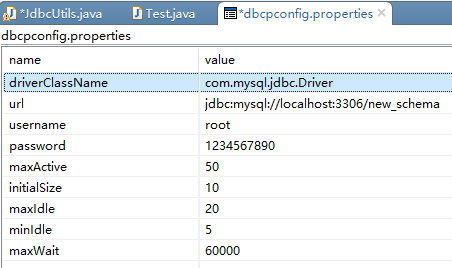 *JdbcUtils.java Test.java *dbcpconfig.properties
dbcpconfig.properties
name value
driverClassName com.mysql.jdbc.Driver
url jdbc:mysql://localhost:3306/new_schema
username root
password 1234567890
maxActive 50
initialSize 10
maxIdle 20
minIdle 5
maxWait 60000